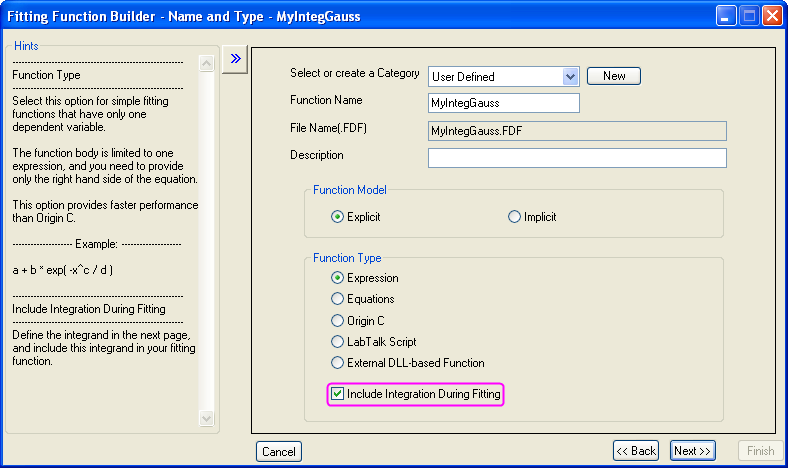 Fitting Function Builder - Name and Type - MyIntegGauss
Hints
Function Type
Select this option for simple fitting
functions that have only one
dependent variable.
The function body is limited to one
expression, and you need to provide
only the right hand side of the equation.
This option provides faster performance
than Origin C.
-------------------- Example: --------------------
a + b * exp( -x^c / d )
Include Integration During Fitting
Define the integrand in the next page,
and include this integrand in your fitting
function.
Select or create a Category
User Defined
New
Function Name
MyIntegGauss
File Name(.FDF)
MyIntegGauss.FDF
Description
Function Model
Explicit
Implicit
Function Type
Expression
Equations
Origin C
LabTalk Script
External DLL-based Function
Include Integration During Fitting
Cancel
<< Back
Next >>
Finish